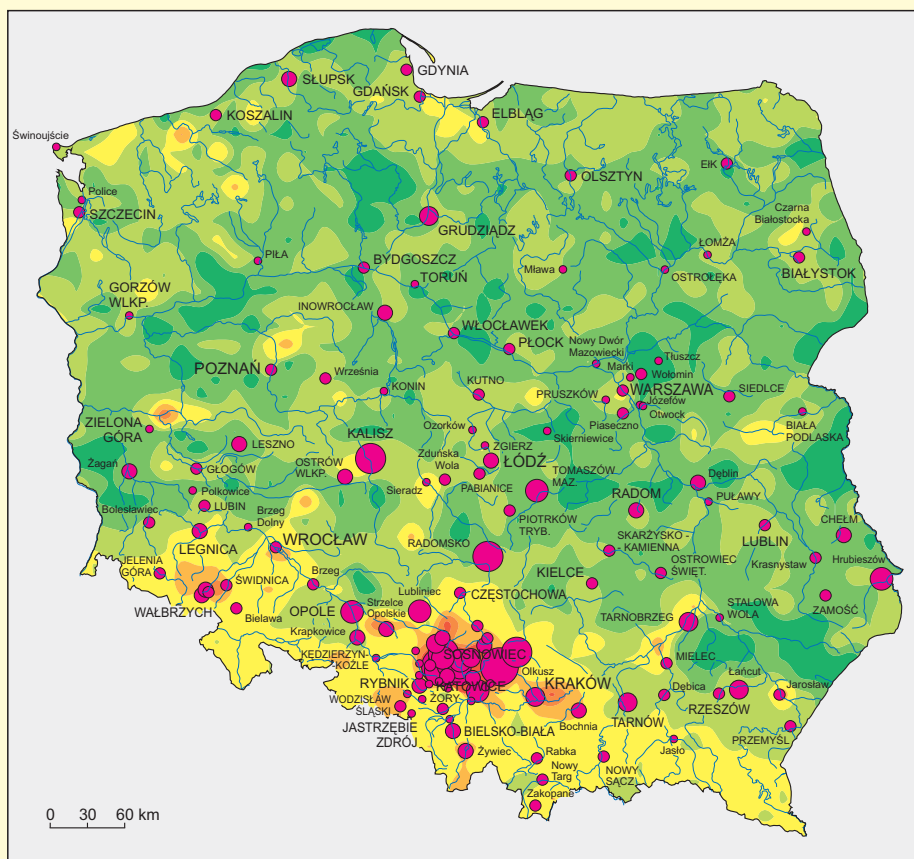 GDYNIA
SŁUPSK
GDAŃSK
KOSZALIN
ELBLĄG
Świnoujście
EŁK
OLSZTYN
Police
SZCZECIN
Czarna
Białostocka
GRUDZIĄDZ
ŁOMŻA
PIŁA
BYDGOSZCZ
Mława
OSTROŁĘKA
BIAŁYSTOK
TORUŃ
GORZÓW
WLKP.
INOWROCŁAW
WŁOCŁAWEK
PŁOCK
Nowy Dwór
Mazowiecki
Tłuszcz
Marki
Wołomin
POZNAŃ
Września
KONIN
KUTNO
PRUSZKÓW
WARSZAWA
SIEDLCE
Józefów
Otwock
Piaseczno
BIAŁA
PODLASKA
ZIELONA
GÓRA
LESZNO
KALISZ
Ozorków
Skierniewice
ZGIERZ
ŁÓDŹ
Żagań
GŁOGÓW
OSTRÓW
WLKP.
Zduńska
Wola
Sieradz
PABIANICE
TOMASZÓW
MAZ.
Dęblin
Polkowice
LUBIN
RADOM
PUŁAWY
Bolesławiec
Brzeg
Dolny
PIOTRKÓW
TRYB.
LEGNICA
WROCŁAW
RADOMSKO
SKARŻYSKO -
- KAMIENNA
LUBLIN
CHEŁM
JELENIA
GÓRA
ŚWIDNICA
Brzeg
Lubliniec
CZĘSTOCHOWA
KIELCE
OSTROWIEC
ŚWIĘT.
Krasnystaw
Hrubieszów
WAŁBRZYCH
Bielawa
OPOLE
Strzelce
Opolskie
TARNOBRZEG
STALOWA
WOLA
ZAMOŚĆ
Krapkowice
KĘDZIERZYN-
KOŹLE
SOSNOWIEC
Olkusz
MIELEC
RYBNIK
KATOWICE
KRAKÓW
Dębica
Łańcut
Jarosław
WODZISŁAW
ŚLĄSKI
ŻORY
Bochnia
TARNÓW
RZESZÓW
JASTRZĘBIE
ZDRÓJ
BIELSKO-BIAŁA
PRZEMYŚL
Żywiec
Rabka
Jasło
Nowy
Targ
NOWY
SĄCZ
Zakopane
0 30 60 km